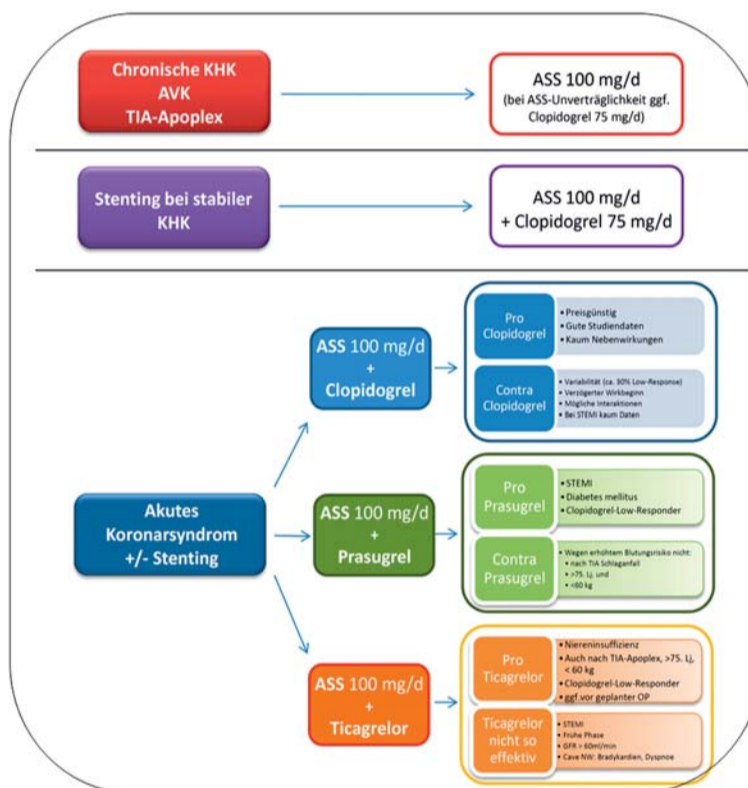 Chronische KHK
AVK
TIA-Apoplex
ASS 100 mg/d
(bei ASS-Unverträglichkeit ggf.
Clopidogrel 75 mg/d)
Stenting bei stabiler
KHK
ASS 100 mg/d
+ Clopidogrel 75 mg/d
Akutes
Koronarsyndrom
+/- Stenting
ASS 100 mg/d
+
Clopidogrel
Pro
Clopidogrel
• Preisgünstig
• Gute Studiendaten
• Kaum Nebenwirkungen
Contra
Clopidogrel
• Variabilität (ca. 30% Low-Response)
• Verzögerter Wirkbeginn
• Mögliche Interaktionen
• Bei STEMI kaum Daten
ASS 100 mg/d
+
Prasugrel
Pro
Prasugrel
• STEMI
• Diabetes mellitus
• Clopidogrel-Low-Responder
Contra
Prasugrel
• Wegen erhöhtem Blutungsrisiko nicht:
• nach TIA Schlaganfall
• >75. Lj. und
• <60 kg
ASS 100 mg/d
+
Ticagrelor
Pro
Ticagrelor
• Niereninsuffizienz
• Auch nach TIA-Apoplex, >75. Lj,
< 60 kg
• Clopidogrel-Low-Responder
• ggf.vor geplanter OP
Ticagrelor
nicht so
effektiv
• STEMI
• Frühe Phase
• GFR > 60ml/min
• Cave NW: Bradykardien, Dyspnoe